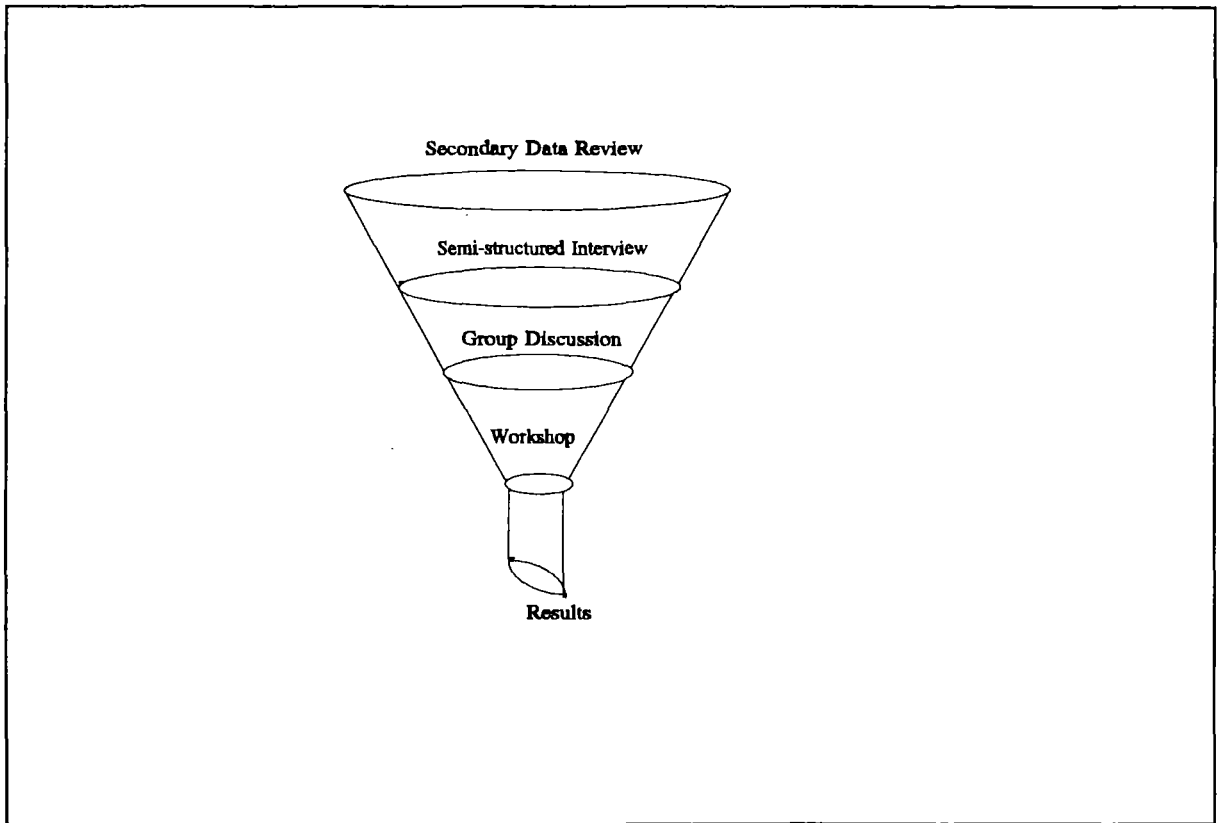 Secondary Data Review
Semi-structured Interview
Group Discussion
Workshop
Results